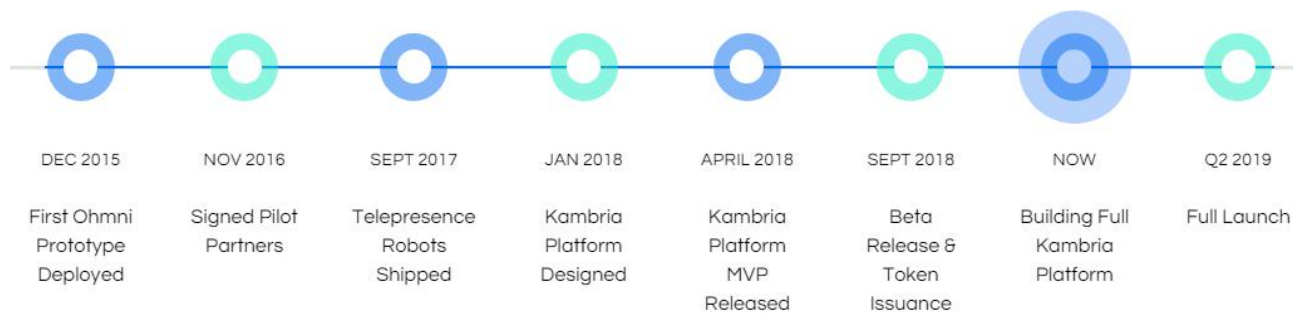 DEC 2015
NOV 2016
SEPT 2017
JAN 2018
APRIL 2018
SEPT 2018
NOW
Q2 2019
First Ohmni
Prototype
Deployed
Signed Pilot
Partners
Telepresence
Robots
Shipped
Kambria
Platform
Designed
Kambria
Platform
MVP
Released
Beta
Release &
Token
Issuance
Building Full
Kambria
Platform
Full Launch